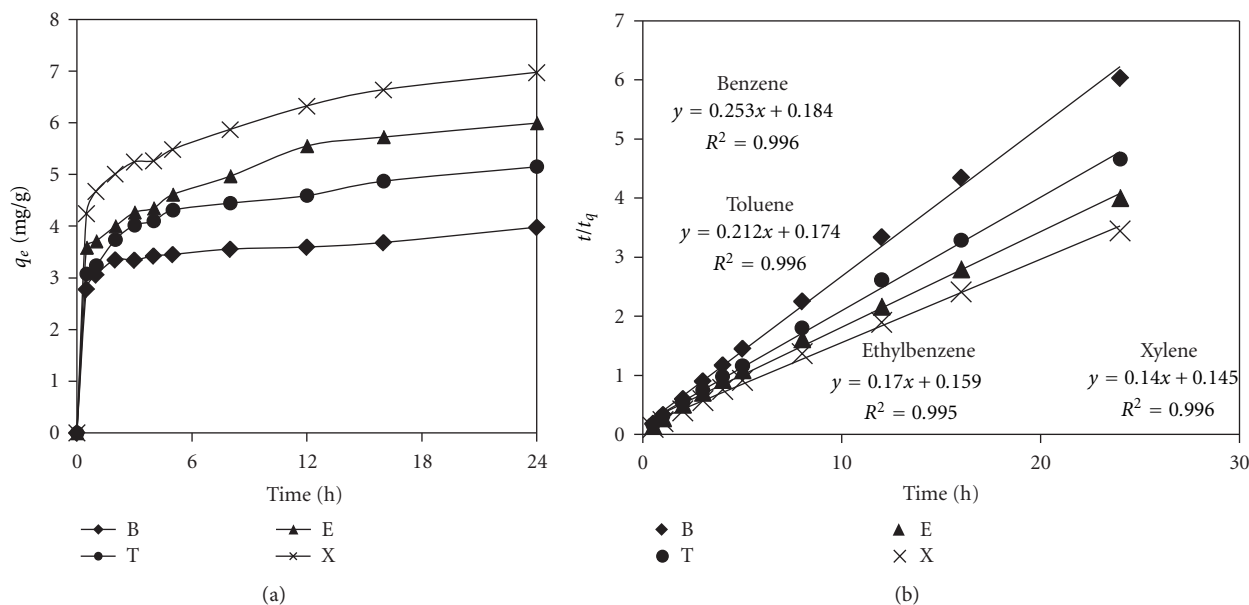 8
7
6
5
4
3
2
1
0
q_e (mg/g)
0
6
12
18
24
Time (h)
B
E
T
X
(a)
7
6
5
4
3
2
1
0
t/t_q
Benzene
y = 0.253x + 0.184
R² = 0.996
Toluene
y = 0.212x + 0.174
R² = 0.996
Ethylbenzene
y = 0.17x + 0.159
R² = 0.995
Xylene
y = 0.14x + 0.145
R² = 0.996
0
10
20
30
Time (h)
B
E
T
X
(b)